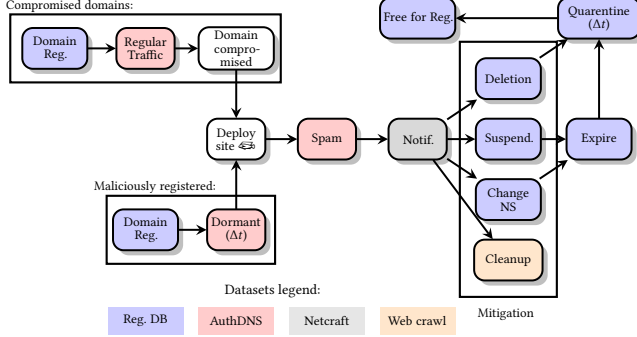 Compromised domains:
Domain
Reg.
Regular
Traffic
Domain
compro-
mised
Free for Reg.
Quarentine
(Δt)
Deletion
Deploy
site
Spam
Notif.
Suspend.
Expire
Change
NS
Maliciously registered:
Domain
Reg.
Dormant
(Δt)
Cleanup
Mitigation
Datasets legend:
Reg. DB
AuthDNS
Netcraft
Web crawl